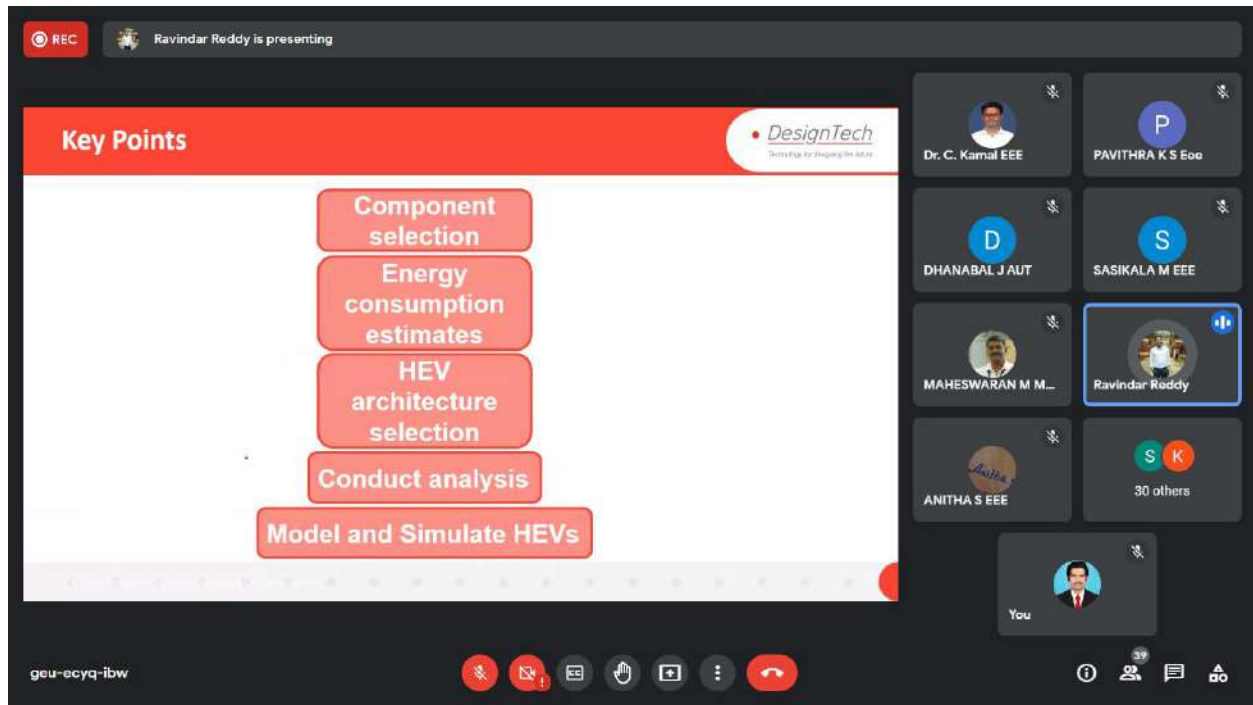 REC
Ravindar Reddy is presenting
Key Points
DesignTech
Component
selection
Energy
consumption
estimates
HEV
architecture
selection
Conduct analysis
Model and Simulate HEVs
Dr. C. Kamal EEE
P
PAVITHRA K S Eee
D
DHANABAL J AUT
S
SASIKALA M EEE
MAHESWARAN M M...
Ravindar Reddy
Anitha
ANITHA S EEE
S K
30 others
You
geu-ecyq-ibw
CC
39